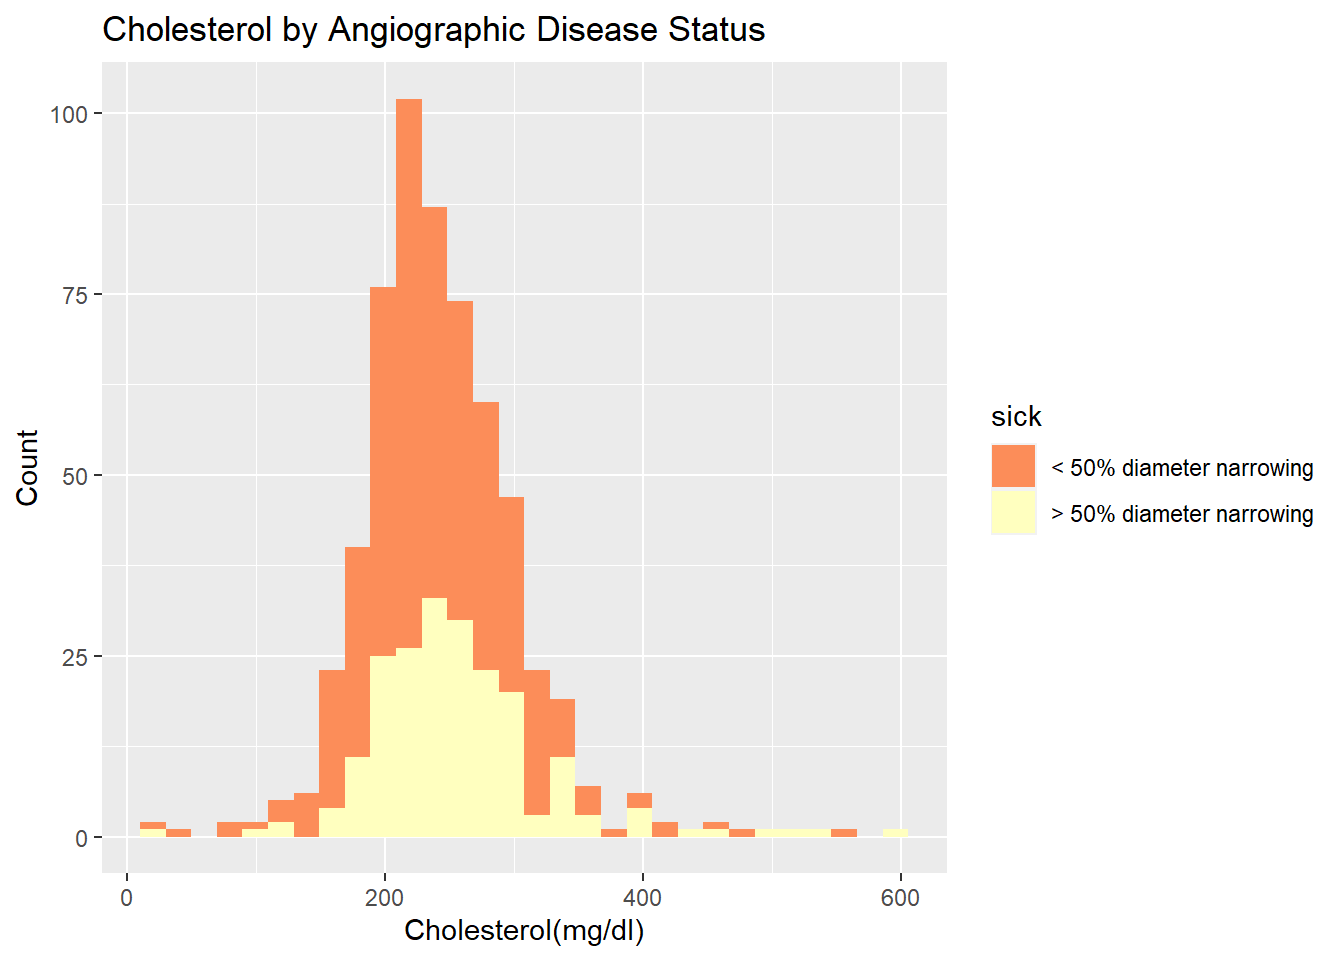 Cholesterol by Angiographic Disease Status
100
75
50
25
0
Count
0 200 400 600
Cholesterol(mg/dl)
sick
< 50% diameter narrowing
> 50% diameter narrowing